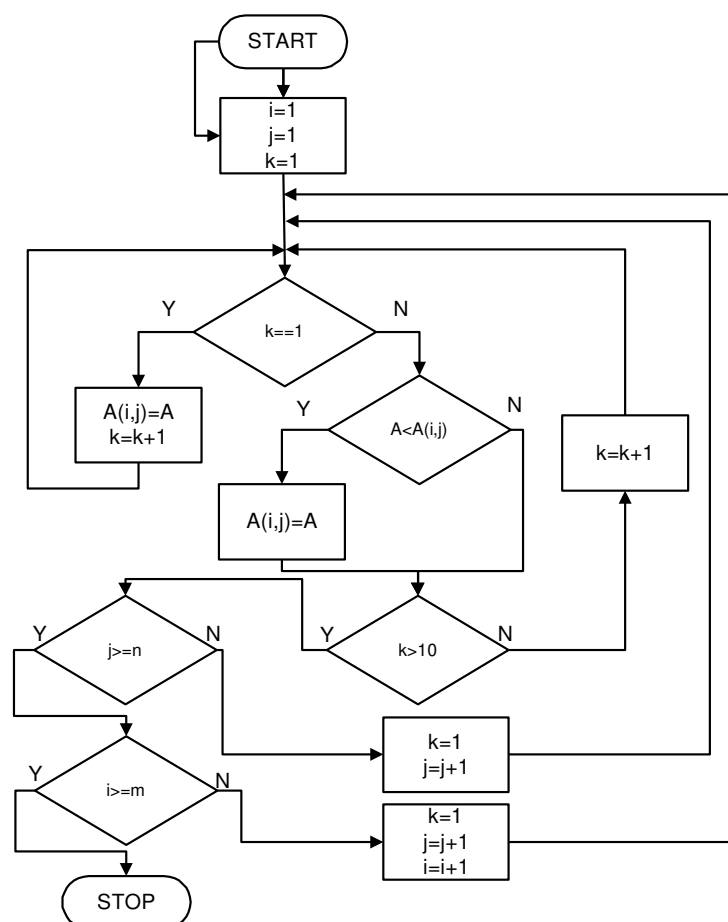 START
i=1
j=1
k=1
Y
N
k==1
A(i,j)=A
k=k+1
Y
N
A<A(i,j)
k=k+1
A(i,j)=A
Y
N
j>=n
Y
N
k>10
k=1
j=j+1
Y
N
i>=m
k=1
j=j+1
i=i+1
STOP